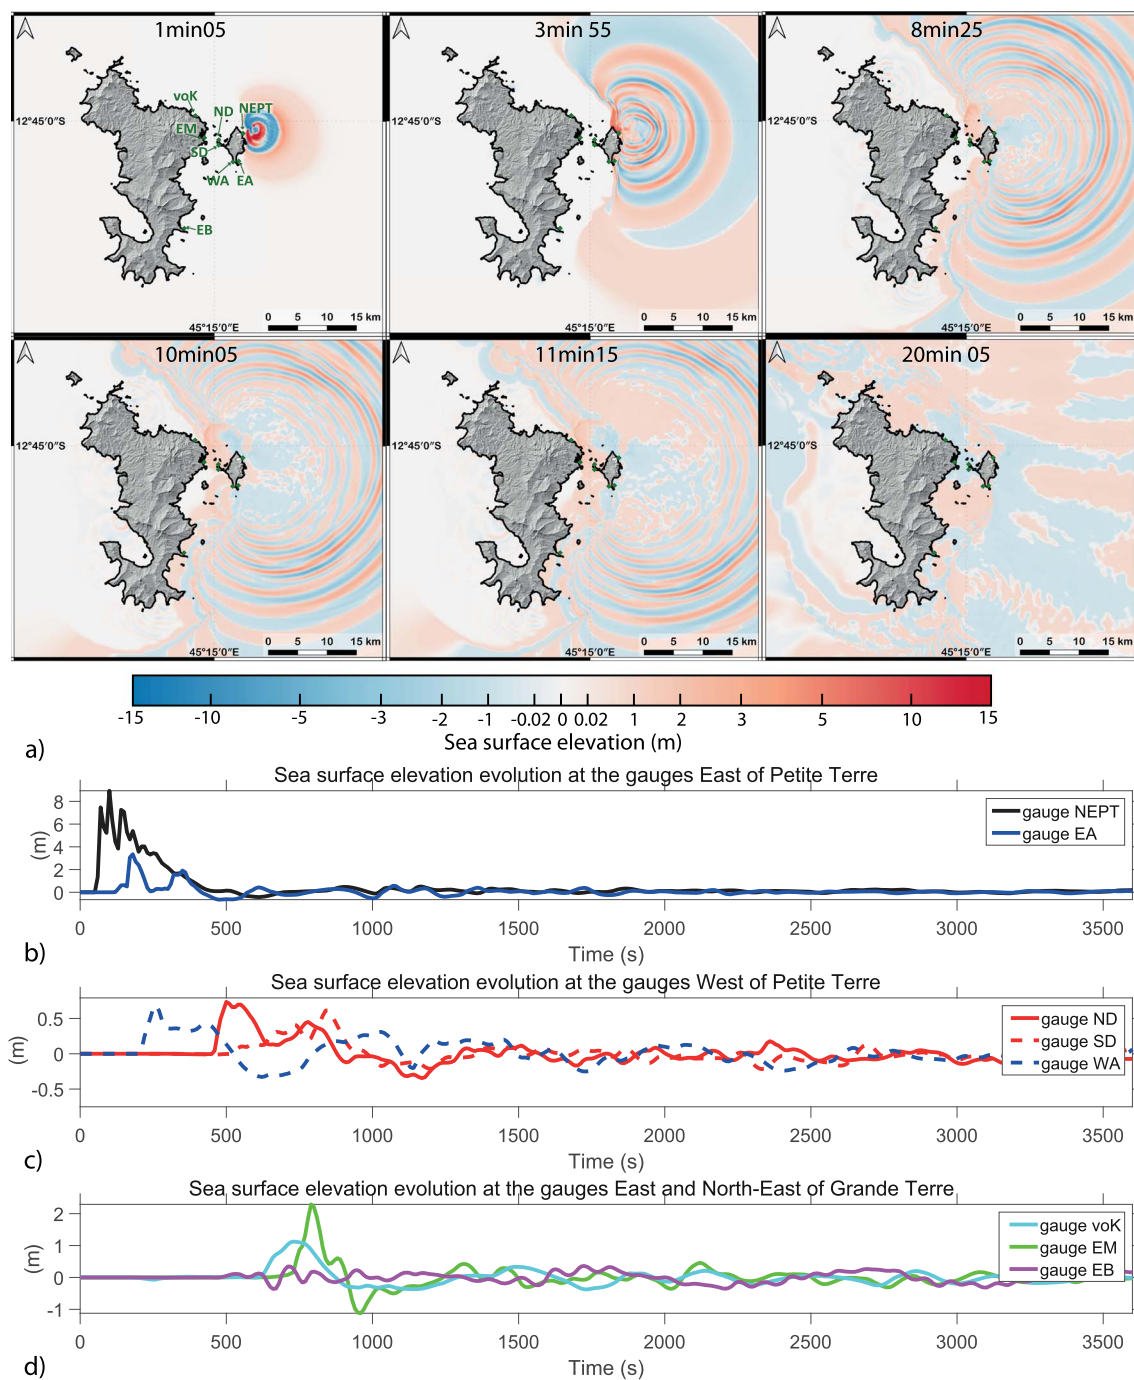 1min05
3min 55
8min25
voK
ND
NEPT
12°45'0"S
EM
SD
WA
EA
EB
12°45'0"S
12°45'0"S
0 5 10 15 km
0 5 10 15 km
0 5 10 15 km
45°15'0"E
45°15'0"E
45°15'0"E
10min05
11min15
20min 05
12°45'0"S
12°45'0"S
12°45'0"S
0 5 10 15 km
0 5 10 15 km
0 5 10 15 km
45°15'0"E
45°15'0"E
45°15'0"E
-15 -10 -5 -3 -2 -1 -0.02 0 0.02 1 2 3 5 10 15
Sea surface elevation (m)
a)
Sea surface elevation evolution at the gauges East of Petite Terre
8
6
4
2
0
(m)
gauge NEPT
gauge EA
0 500 1000 1500 2000 2500 3000 3500
Time (s)
b)
Sea surface elevation evolution at the gauges West of Petite Terre
0.5
0
-0.5
(m)
gauge ND
gauge SD
gauge WA
0 500 1000 1500 2000 2500 3000 3500
Time (s)
c)
Sea surface elevation evolution at the gauges East and North-East of Grande Terre
2
1
0
-1
(m)
gauge voK
gauge EM
gauge EB
0 500 1000 1500 2000 2500 3000 3500
Time (s)
d)